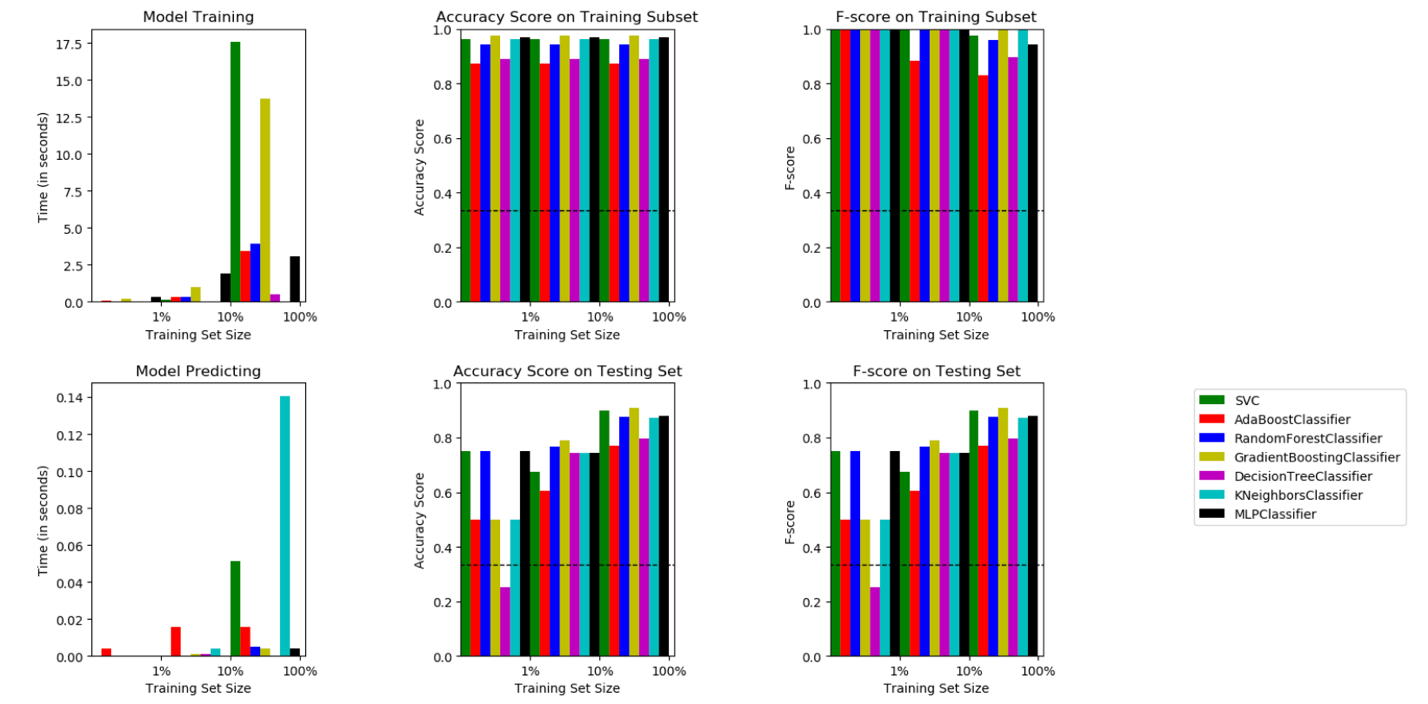 Model Training
Time (in seconds)
17.5
15.0
12.5
10.0
7.5
5.0
2.5
0.0
1% 10% 100%
Training Set Size
Accuracy Score on Training Subset
Accuracy Score
1.0
0.8
0.6
0.4
0.2
0.0
1% 10% 100%
Training Set Size
F-score on Training Subset
F-score
1.0
0.8
0.6
0.4
0.2
0.0
1% 10% 100%
Training Set Size
Model Predicting
Time (in seconds)
0.14
0.12
0.10
0.08
0.06
0.04
0.02
0.00
1% 10% 100%
Training Set Size
Accuracy Score on Testing Set
Accuracy Score
1.0
0.8
0.6
0.4
0.2
0.0
1% 10% 100%
Training Set Size
F-score on Testing Set
F-score
1.0
0.8
0.6
0.4
0.2
0.0
1% 10% 100%
Training Set Size
SVC
AdaBoostClassifier
RandomForestClassifier
GradientBoostingClassifier
DecisionTreeClassifier
KNeighborsClassifier
MLPClassifier